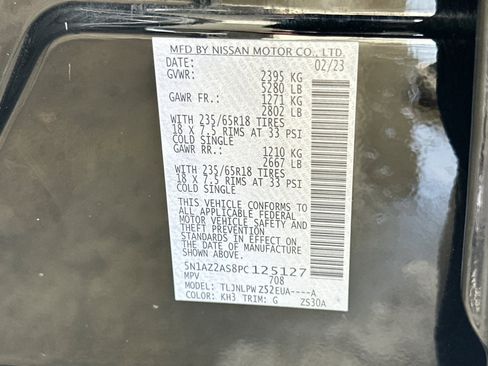 MFD BY NISSAN MOTOR CO., LTD.
DATE: 02/23
GVWR: 2395 KG
5280 LB
GAWR FR.: 1271 KG
2802 LB
WITH 235/65R18 TIRES
18 X 7.5 RIMS AT 33 PSI
COLD SINGLE
GAWR RR.: 1210 KG
2667 LB
WITH 235/65R18 TIRES
18 X 7.5 RIMS AT 33 PSI
COLD SINGLE
THIS VEHICLE CONFORMS TO
ALL APPLICABLE FEDERAL
MOTOR VEHICLE SAFETY AND
THEFT PREVENTION
STANDARDS IN EFFECT ON
THE DATE OF MANUFACTURE
SHOWN ABOVE
5N1AZ2AS8PC125127
MPV 708
MODEL: TLJNLPW Z52EUA----A
COLOR: KH3 TRIM: G ZS30A